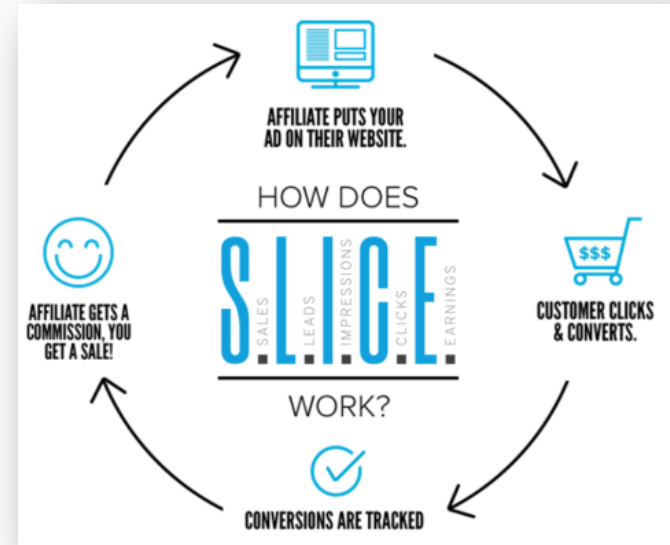 AFFILIATE PUTS YOUR
AD ON THEIR WEBSITE.
HOW DOES
S.L.I.C.E.
SALES
LEADS
IMPRESSIONS
CLICKS
EARNINGS
WORK?
$$$
CUSTOMER CLICKS
& CONVERTS.
CONVERSIONS ARE TRACKED
AFFILIATE GETS A
COMMISSION, YOU
GET A SALE!